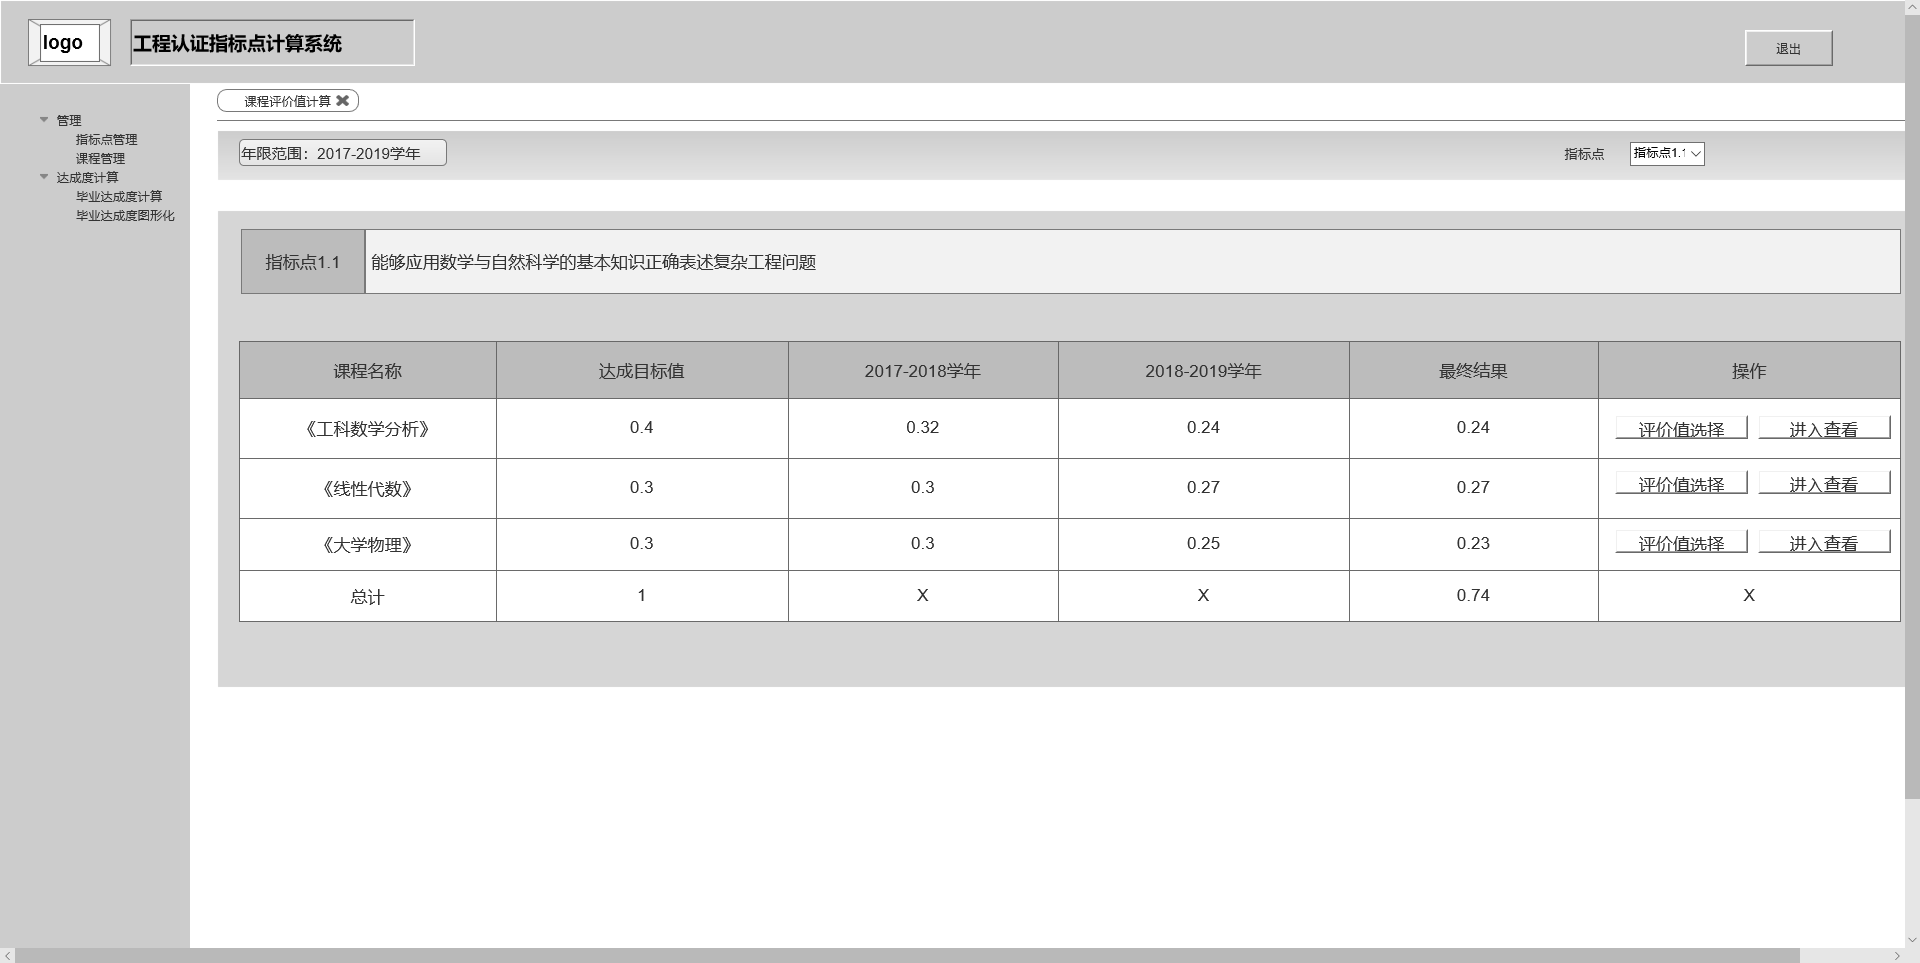 logo
工程认证指标点计算系统
退出
管理
指标点管理
课程管理
达成度计算
毕业达成度计算
毕业达成度图形化
课程评价值计算
年限范围：2017-2019学年
指标点 指标点1.1
指标点1.1 能够应用数学与自然科学的基本知识正确表述复杂工程问题
课程名称 达成目标值 2017-2018学年 2018-2019学年 最终结果 操作
《工科数学分析》 0.4 0.32 0.24 0.24 评价值选择 进入查看
《线性代数》 0.3 0.3 0.27 0.27 评价值选择 进入查看
《大学物理》 0.3 0.3 0.25 0.23 评价值选择 进入查看
总计 1 X X 0.74 X